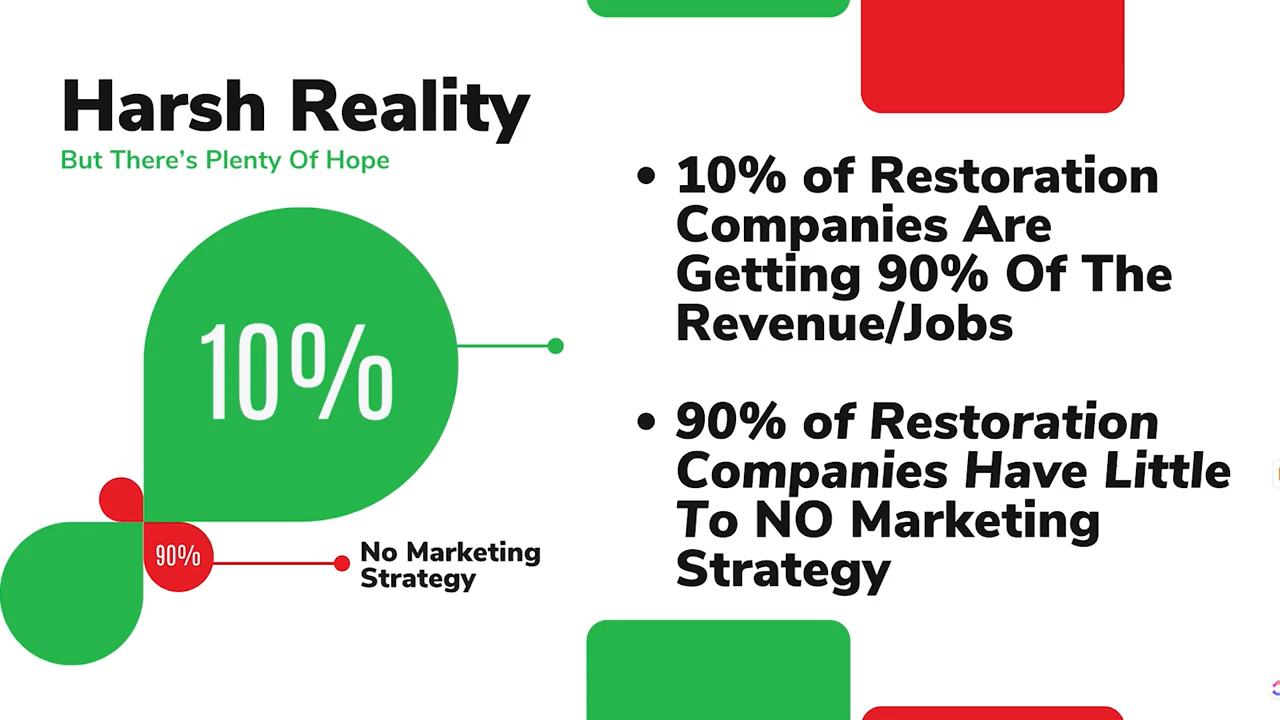 Harsh Reality
But There's Plenty Of Hope
10%
90%
No Marketing
Strategy
• 10% of Restoration
Companies Are
Getting 90% Of The
Revenue/Jobs
• 90% of Restoration
Companies Have Little
To NO Marketing
Strategy